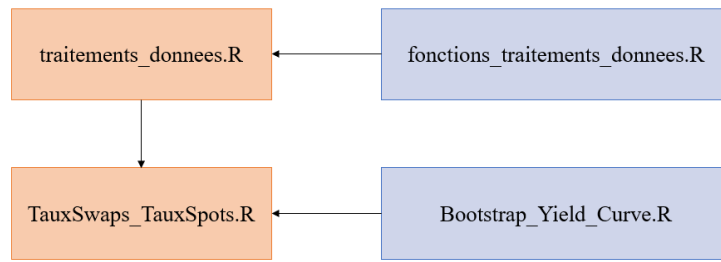 traitements_donnees.R
fonctions_traitements_donnees.R
TauxSwaps_TauxSpots.R
Bootstrap_Yield_Curve.R